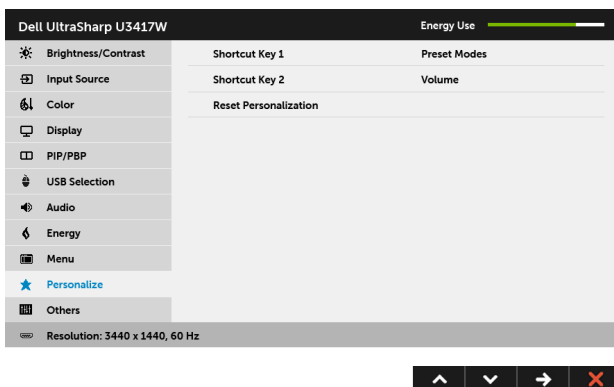 Dell UltraSharp U3417W Energy Use
Brightness/Contrast Shortcut Key 1 Preset Modes
Input Source Shortcut Key 2 Volume
Color Reset Personalization
Display
PIP/PBP
USB Selection
Audio
Energy
Menu
Personalize
Others
Resolution: 3440 x 1440, 60 Hz